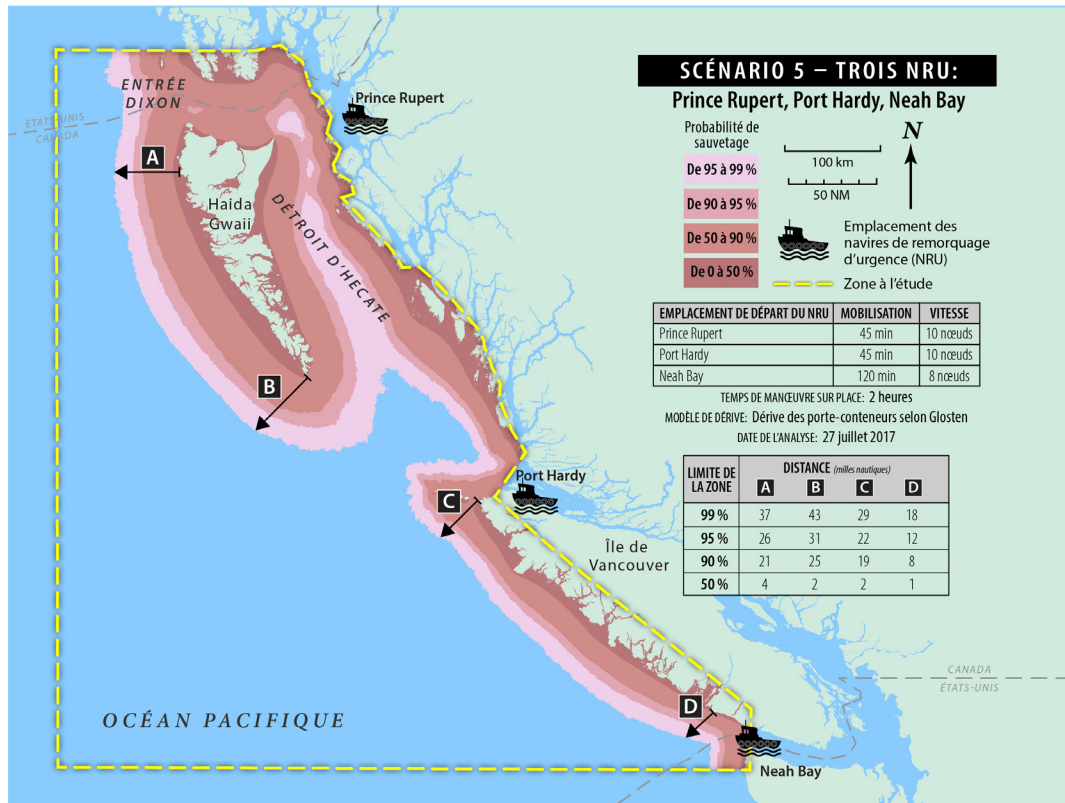 SCÉNARIO 5 – TROIS NRU:
Prince Rupert, Port Hardy, Neah Bay
Probabilité de
sauvetage
De 95 à 99 %
De 90 à 95 %
De 50 à 90 %
De 0 à 50 %
100 km
50 NM
N
Emplacement des
navires de remorquage
d'urgence (NRU)
Zone à l'étude
EMPLACEMENT DE DÉPART DU NRU MOBILISATION VITESSE
Prince Rupert 45 min 10 nœuds
Port Hardy 45 min 10 nœuds
Neah Bay 120 min 8 nœuds
TEMPS DE MANŒUVRE SUR PLACE: 2 heures
MODÈLE DE DÉRIVE: Dérive des porte-conteneurs selon Glosten
DATE DE L'ANALYSE: 27 juillet 2017
LIMITE DE
LA ZONE
DISTANCE (milles nautiques)
A B C D
99 % 37 43 29 18
95 % 26 31 22 12
90 % 21 25 19 8
50 % 4 2 2 1
ENTRÉE
DIXON
ÉTATS-UNIS
CANADA
Prince Rupert
A
Haida
Gwaii
DÉTROIT D'HECATE
B
Port Hardy
C
Île de
Vancouver
D
CANADA
ÉTATS-UNIS
OCÉAN PACIFIQUE
Neah Bay